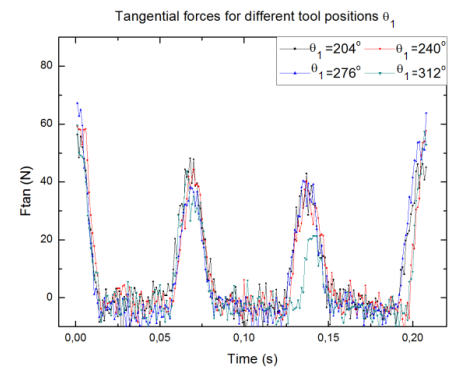 Tangential forces for different tool positions θ₁
θ₁=204° θ₁=240°
θ₁=276° θ₁=312°
80
60
40
20
0
Ftan (N)
0,00 0,05 0,10 0,15 0,20
Time (s)